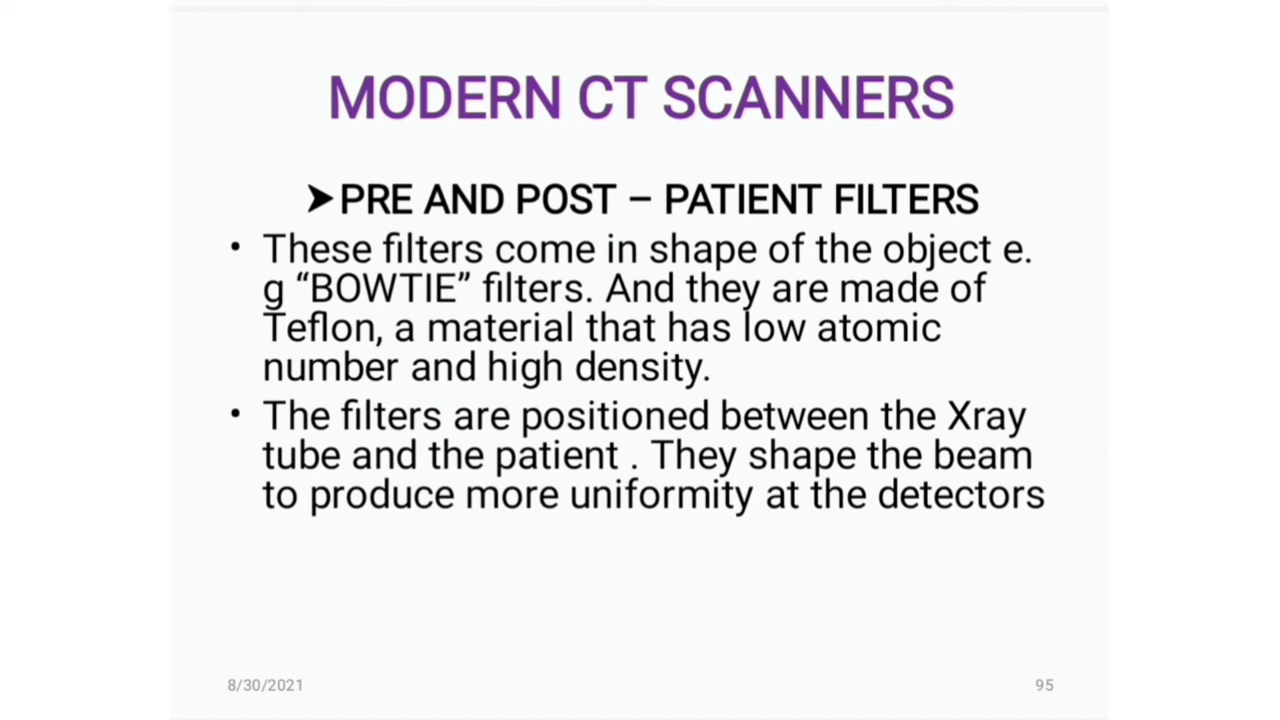 MODERN CT SCANNERS
➤PRE AND POST – PATIENT FILTERS
• These filters come in shape of the object e.
g “BOWTIE” filters. And they are made of
Teflon, a material that has low atomic
number and high density.
• The filters are positioned between the Xray
tube and the patient . They shape the beam
to produce more uniformity at the detectors
8/30/2021
95